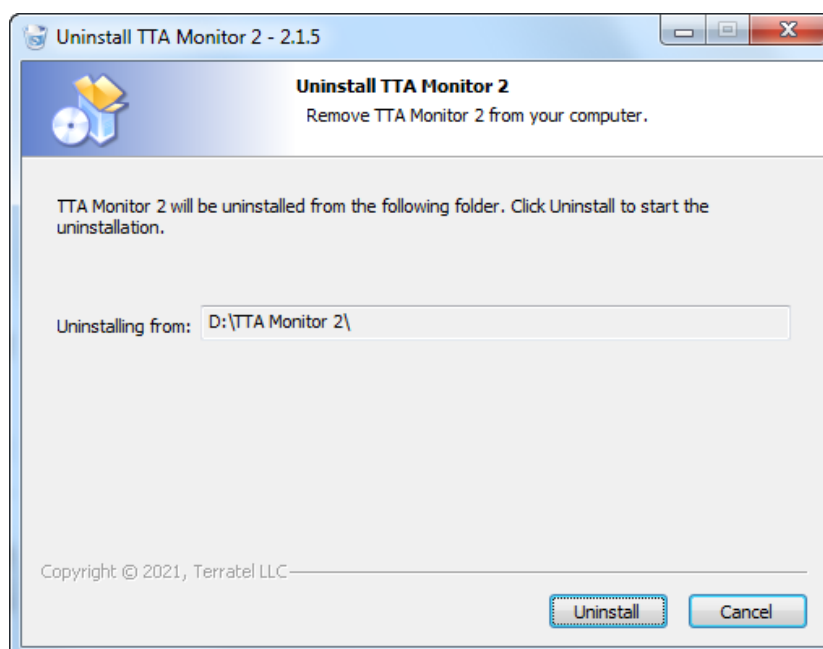 Uninstall TTA Monitor 2 - 2.1.5
Uninstall TTA Monitor 2
Remove TTA Monitor 2 from your computer.
TTA Monitor 2 will be uninstalled from the following folder. Click Uninstall to start the
uninstallation.
Uninstalling from: D:\TTA Monitor 2\
Copyright © 2021, Terratel LLC
Uninstall Cancel